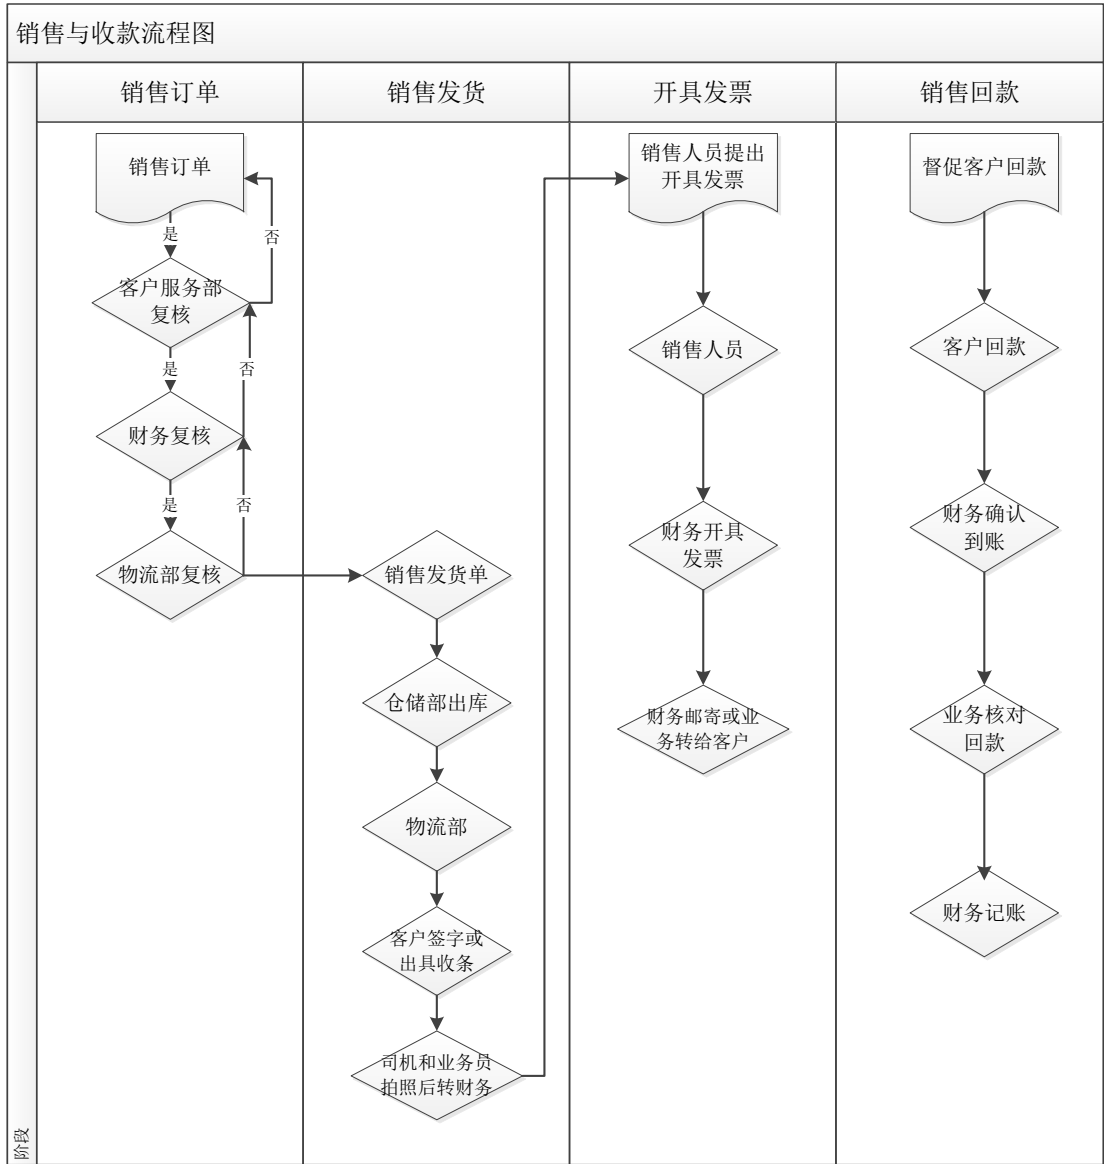 销售与收款流程图
销售订单
销售发货
开具发票
销售回款
销售订单
是
否
客户服务部
复核
是
否
财务复核
是
否
物流部复核
销售发货单
仓储部出库
物流部
客户签字或
出具收条
司机和业务员
拍照后转财务
销售人员提出
开具发票
销售人员
财务开具
发票
财务邮寄或业
务转给客户
督促客户回款
客户回款
财务确认
到账
业务核对
回款
财务记账
阶段